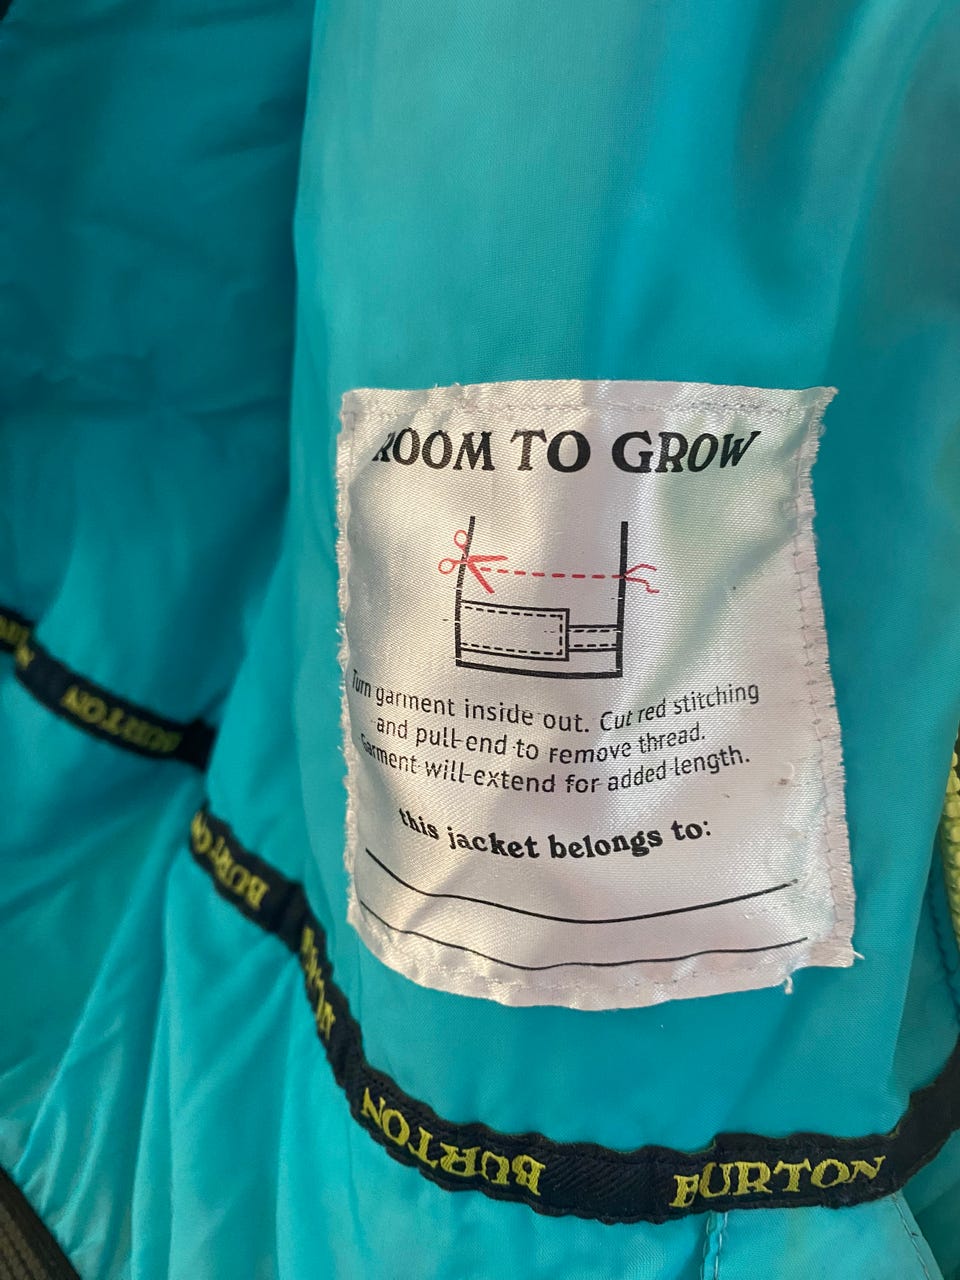 ROOM TO GROW
Turn garment inside out. Cut red stitching
and pull end to remove thread.
Garment will extend for added length.
this jacket belongs to:
BURTON
BURTON
BURTON
BURTON